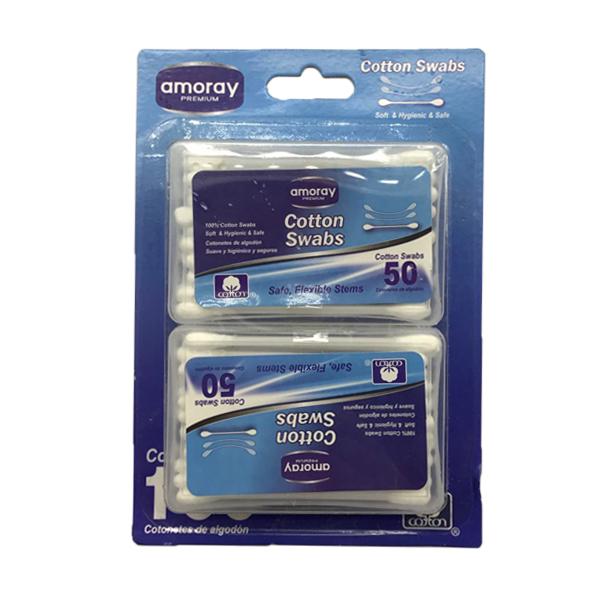 amoray
PREMIUM
Cotton Swabs
Soft & Hygienic & Safe
amoray
PREMIUM
Cotton
Swabs
100% Cotton Swabs
Soft & Hygienic & Safe
Cotonetes de algodón
Suave y higiénico y seguros
Cotton Swabs
50
Cotonetes de algodón
cotton
Safe, Flexible Stems
Safe, Flexible Stems
cotton
50
Cotonetes de algodón
Cotton Swabs
Cotton
Swabs
100% Cotton Swabs
Soft & Hygienic & Safe
Cotonetes de algodón
Suave y higiénico y seguros
amoray
PREMIUM
Co
Cotonetes de algodón
cotton
®